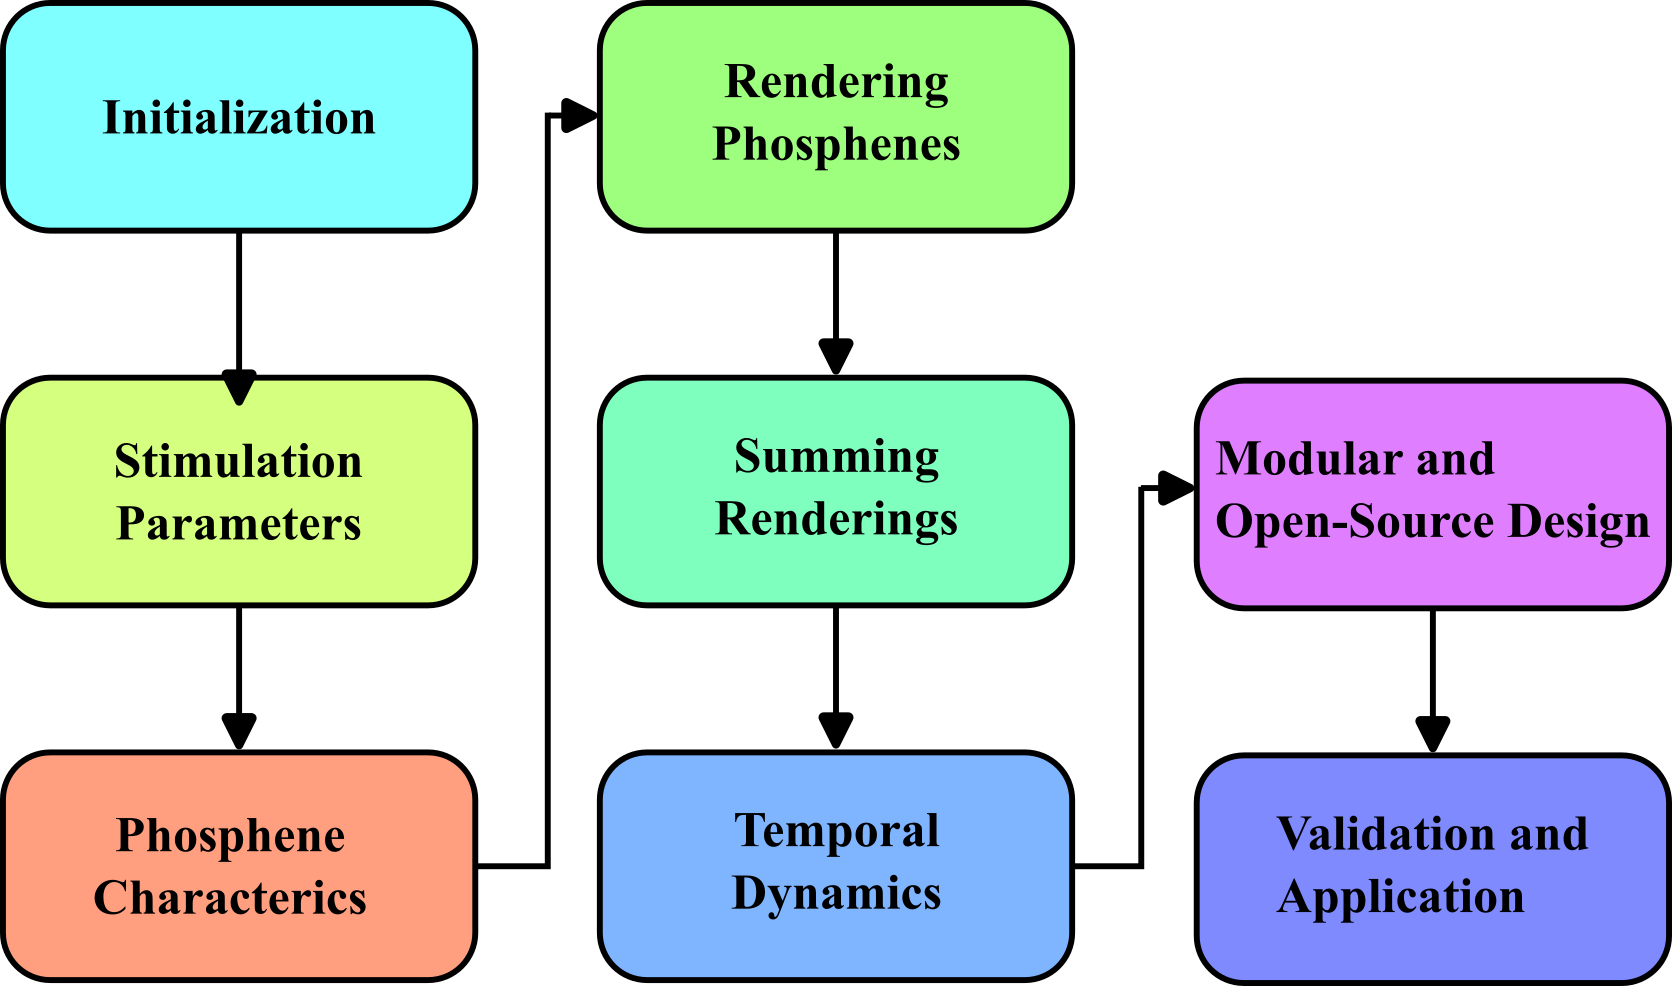 Initialization
Stimulation
Parameters
Phosphene
Characterics
Rendering
Phosphenes
Summing
Renderings
Temporal
Dynamics
Modular and
Open-Source Design
Validation and
Application